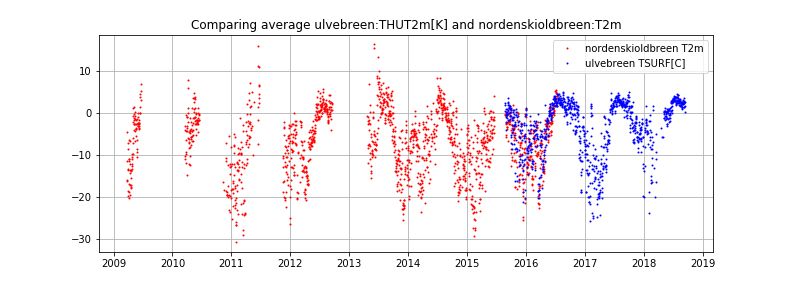 Comparing average ulvebreen:THUT2m[K] and nordenskioldbreen:T2m
nordenskioldbreen T2m
ulvebreen TSURF[C]
10
0
−10
−20
−30
2009 2010 2011 2012 2013 2014 2015 2016 2017 2018 2019